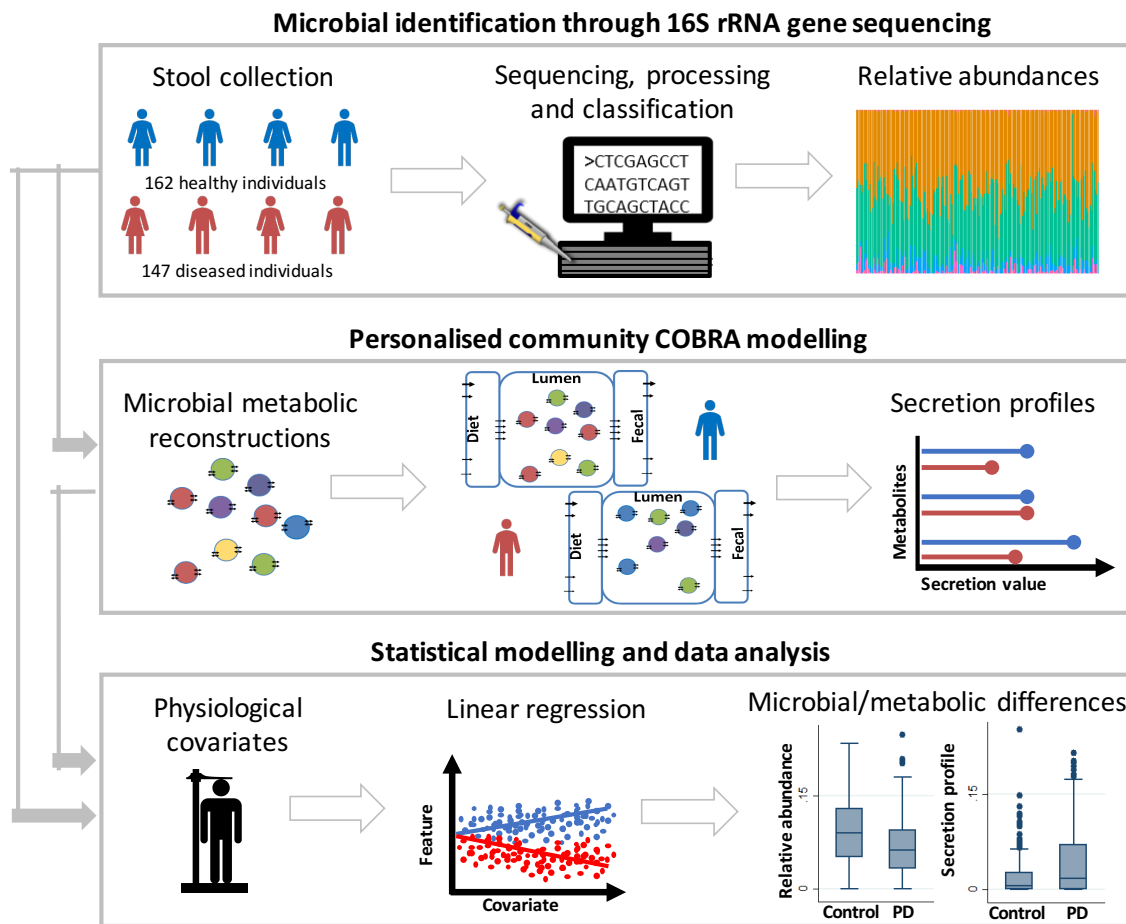 Microbial identification through 16S rRNA gene sequencing
Stool collection
162 healthy individuals
147 diseased individuals
Sequencing, processing
and classification
>CTCGAGCCT
CAATGTCAGT
TGCAGCTACC
Relative abundances
Personalised community COBRA modelling
Microbial metabolic
reconstructions
Lumen
Diet
Fecal
Lumen
Diet
Fecal
Secretion profiles
Metabolites
Secretion value
Statistical modelling and data analysis
Physiological
covariates
Linear regression
Feature
Covariate
Microbial/metabolic differences
Relative abundance
.15
0
Control PD
Secretion profile
.15
0
Control PD